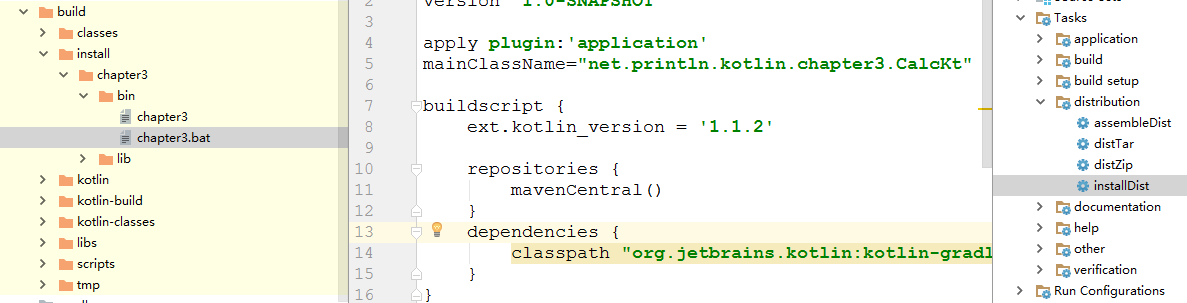 build
classes
install
chapter3
bin
chapter3
chapter3.bat
lib
kotlin
kotlin-build
kotlin-classes
libs
scripts
tmp
2
version '1.0-SNAPSHOT'
4 apply plugin:'application'
5 mainClassName="net.println.kotlin.chapter3.CalcKt"
6
7 buildscript {
8 ext.kotlin_version = '1.1.2'
9
10 repositories {
11 mavenCentral()
12 }
13 dependencies {
14 classpath "org.jetbrains.kotlin:kotlin-gradl
15 }
16 }
Tasks
application
build
build setup
distribution
assembleDist
distTar
distZip
installDist
documentation
help
other
verification
Run Configurations